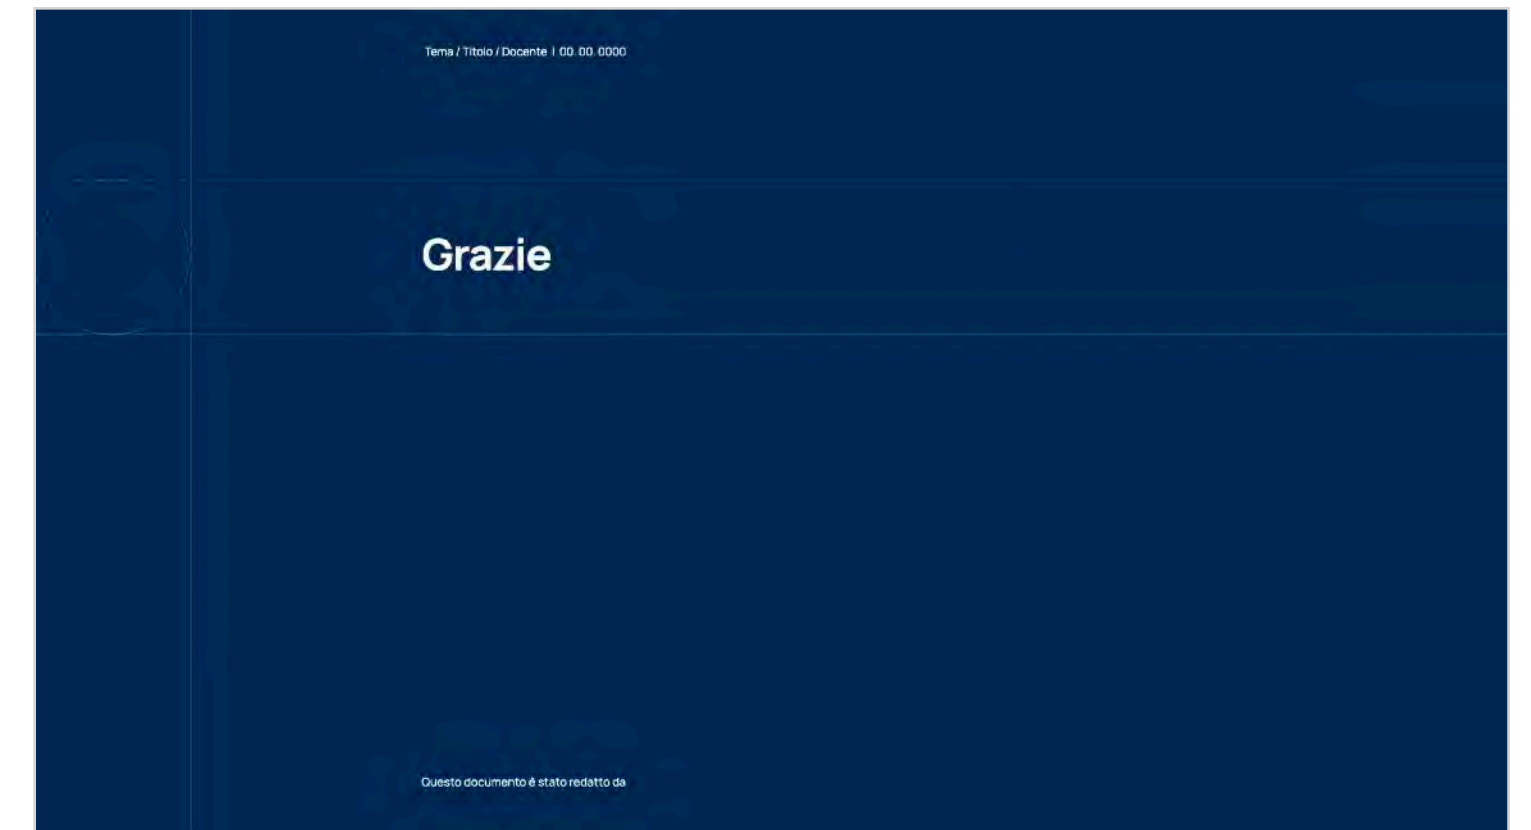 Tema / Titolo / Docente | 00.00.0000
Grazie
Questo documento è stato redatto da